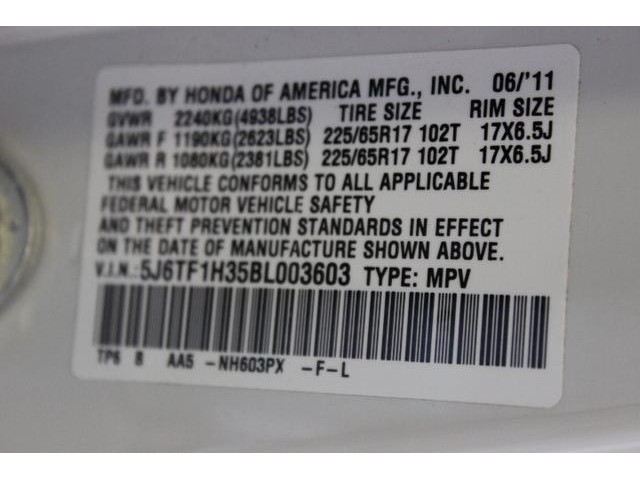 MFD. BY HONDA OF AMERICA MFG., INC. 06/'11
GVWR 2240KG(4938LBS) TIRE SIZE RIM SIZE
GAWR F 1190KG(2623LBS) 225/65R17 102T 17X6.5J
GAWR R 1080KG(2381LBS) 225/65R17 102T 17X6.5J
THIS VEHICLE CONFORMS TO ALL APPLICABLE
FEDERAL MOTOR VEHICLE SAFETY
AND THEFT PREVENTION STANDARDS IN EFFECT
ON THE DATE OF MANUFACTURE SHOWN ABOVE.
V.I.N.: 5J6TF1H35BL003603 TYPE: MPV
TP6 B AA5 -NH603PX -F-L